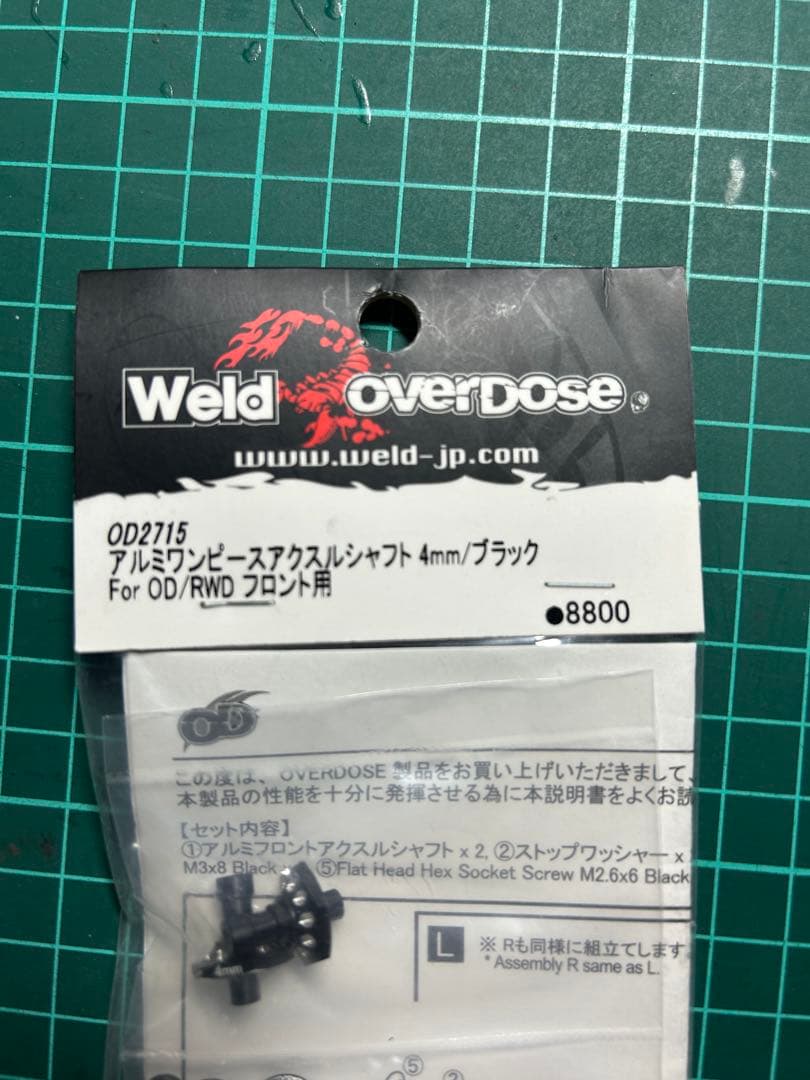 Weld OVERDOSE
www.weld-jp.com
OD2715
アルミワンピースアクスルシャフト 4mm/ブラック
For OD/RWD フロント用
●8800
OD
この度は、OVERDOSE 製品をお買い上げいただきまして、
本製品の性能を十分に発揮させる為に本説明書をよくお読
【セット内容】
①アルミフロントアクスルシャフト x 2, ②ストップワッシャー x
M3x8 Black ⑤Flat Head Hex Socket Screw M2.6x6 Black
4mm
L ※ Rも同様に組立てします
* Assembly R same as L.
⑤
②